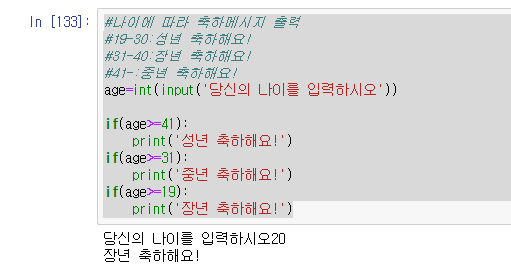 In [133]:
#나이에 따라 축하메시지 출력
#19-30:성년 축하해요!
#31-40:장년 축하해요!
#41-:중년 축하해요!
age=int(input('당신의 나이를 입력하시오'))
if(age>=41):
print('성년 축하해요!')
if(age>=31):
print('중년 축하해요!')
if(age>=19):
print('장년 축하해요!')
당신의 나이를 입력하시오20
장년 축하해요!